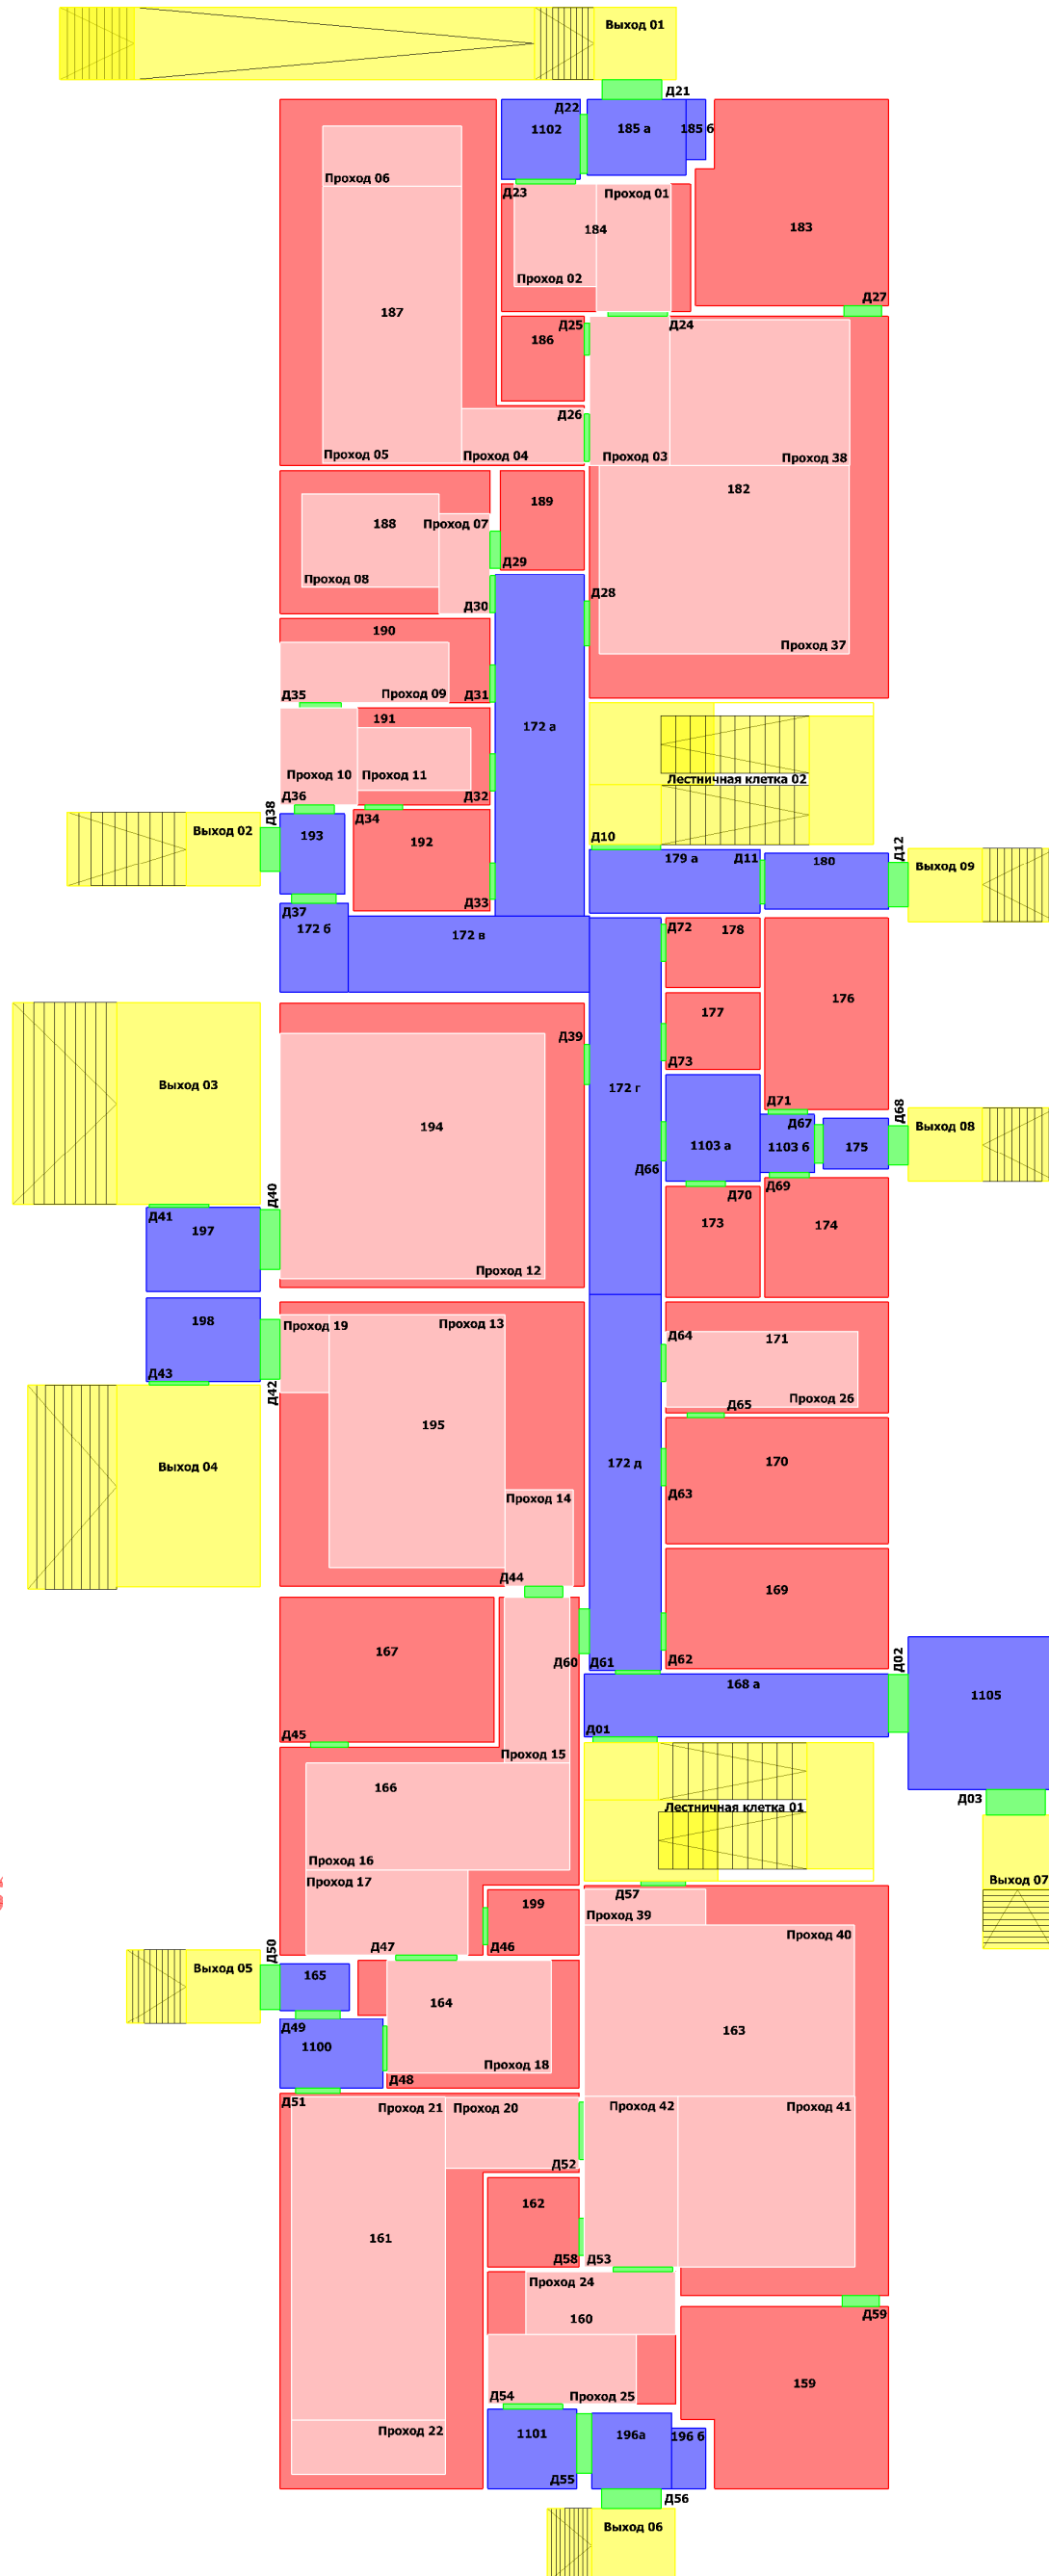 Выход 01
Д21
Д22
1102
185 а
185 б
Проход 06
Д23
Проход 01
184
183
Проход 02
Д27
187
Д25
Д24
186
Д26
Проход 05
Проход 04
Проход 03
Проход 38
182
189
188
Проход 07
Д29
Проход 08
Д30
Д28
190
Проход 37
Д35
Проход 09
Д31
191
172 а
Проход 10
Проход 11
Лестничная клетка 02
Д36
Д32
Д38
Выход 02
193
Д34
192
Д10
179 а
Д11
180
Д12
Выход 09
Д33
Д37
172 б
172 в
Д72
178
176
177
Д39
Д73
Выход 03
172 г
194
Д71
Д67
Д68
Выход 08
1103 а
1103 б
175
Д66
Д69
Д70
Д40
Д41
197
173
174
Проход 12
198
Проход 19
Проход 13
Д64
171
Д43
Д42
Проход 26
Д65
195
Выход 04
172 д
170
Д63
Проход 14
Д44
169
167
Д60
Д61
Д62
Д02
168 а
1105
Д45
Д01
Проход 15
166
Д03
Лестничная клетка 01
Проход 16
Проход 17
Выход 07
199
Д57
Проход 39
Д50
Д47
Д46
Проход 40
Выход 05
165
164
163
Д49
1100
Проход 18
Д48
Д51
Проход 21
Проход 20
Проход 42
Проход 41
Д52
162
161
Д58
Д53
Проход 24
160
Д59
159
Д54
Проход 25
Проход 22
1101
196а
196 б
Д55
Д56
Выход 06